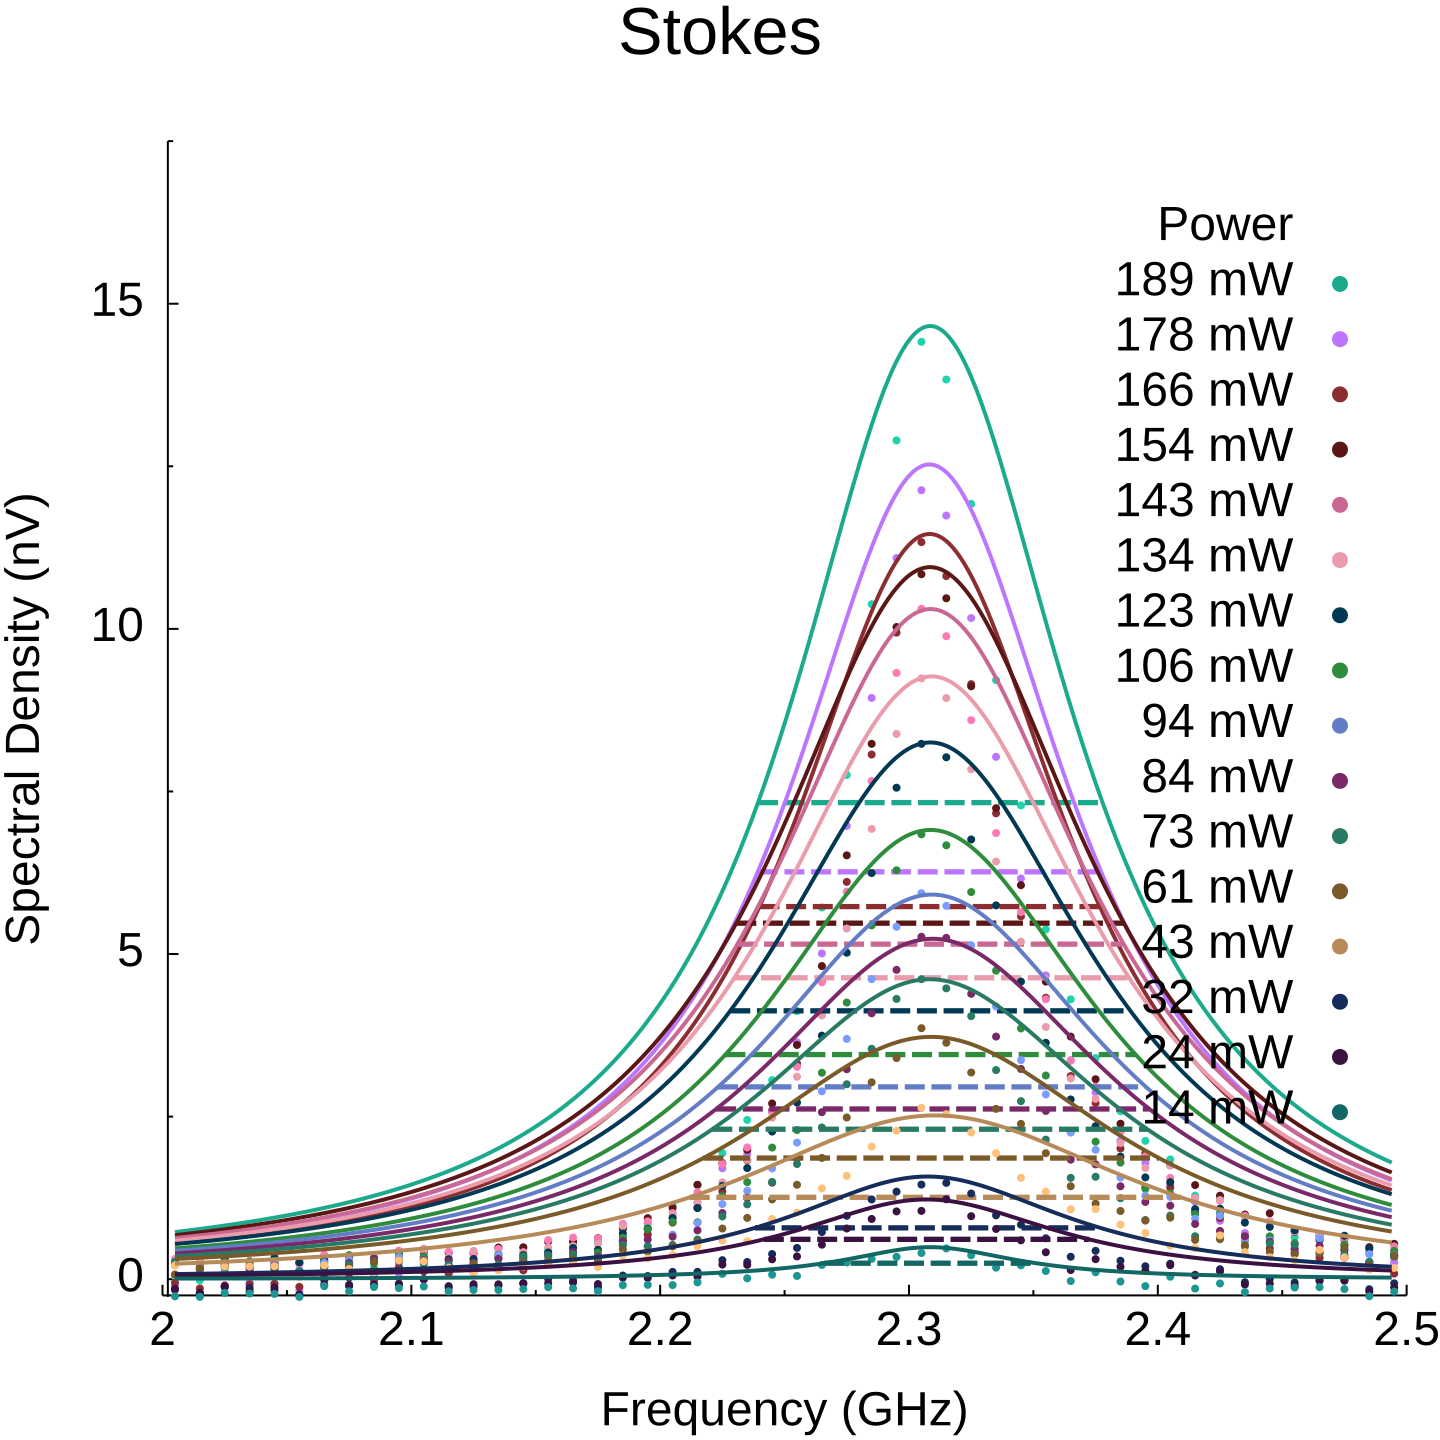 Stokes
Power
189 mW
178 mW
166 mW
154 mW
143 mW
134 mW
123 mW
106 mW
94 mW
84 mW
73 mW
61 mW
43 mW
32 mW
24 mW
14 mW
15
10
5
0
Spectral Density (nV)
2 2.1 2.2 2.3 2.4 2.5
Frequency (GHz)